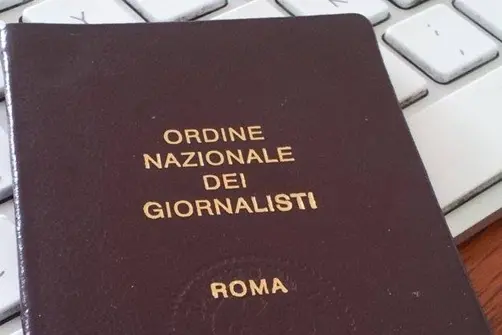 ORDINE
NAZIONALE
DEI
GIORNALISTI
ROMA